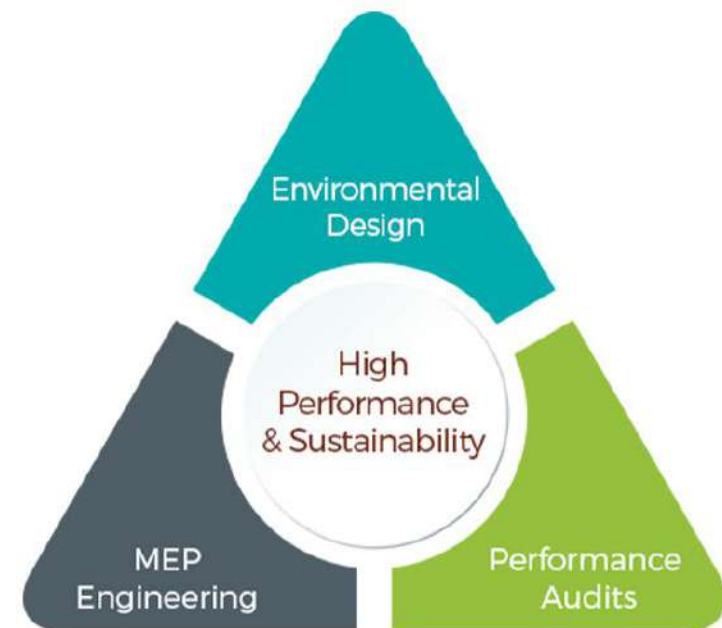 Environmental
Design
High
Performance
& Sustainability
MEP
Engineering
Performance
Audits